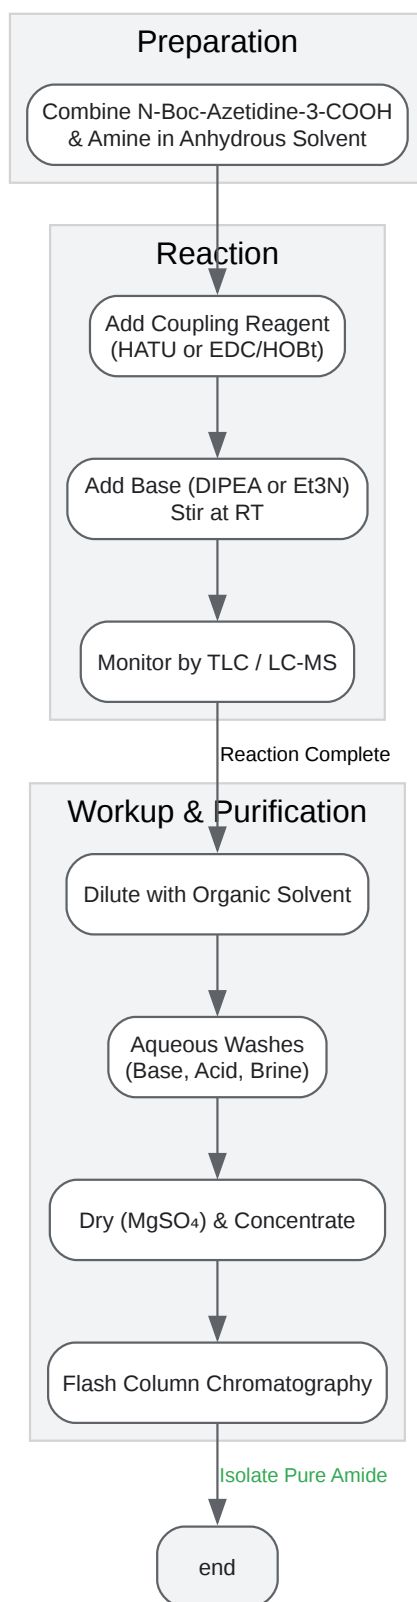 Preparation
Combine N-Boc-Azetidine-3-COOH
& Amine in Anhydrous Solvent
Reaction
Add Coupling Reagent
(HATU or EDC/HOBt)
Add Base (DIPEA or Et3N)
Stir at RT
Monitor by TLC / LC-MS
Reaction Complete
Workup & Purification
Dilute with Organic Solvent
Aqueous Washes
(Base, Acid, Brine)
Dry (MgSO₄) & Concentrate
Flash Column Chromatography
Isolate Pure Amide
end